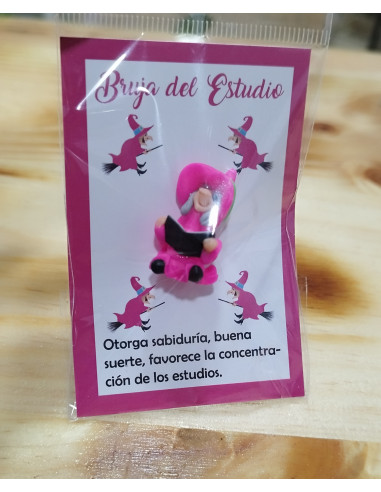 Bruja del Estudio
Otorga sabiduría, buena
suerte, favorece la concentra-
ción de los estudios.